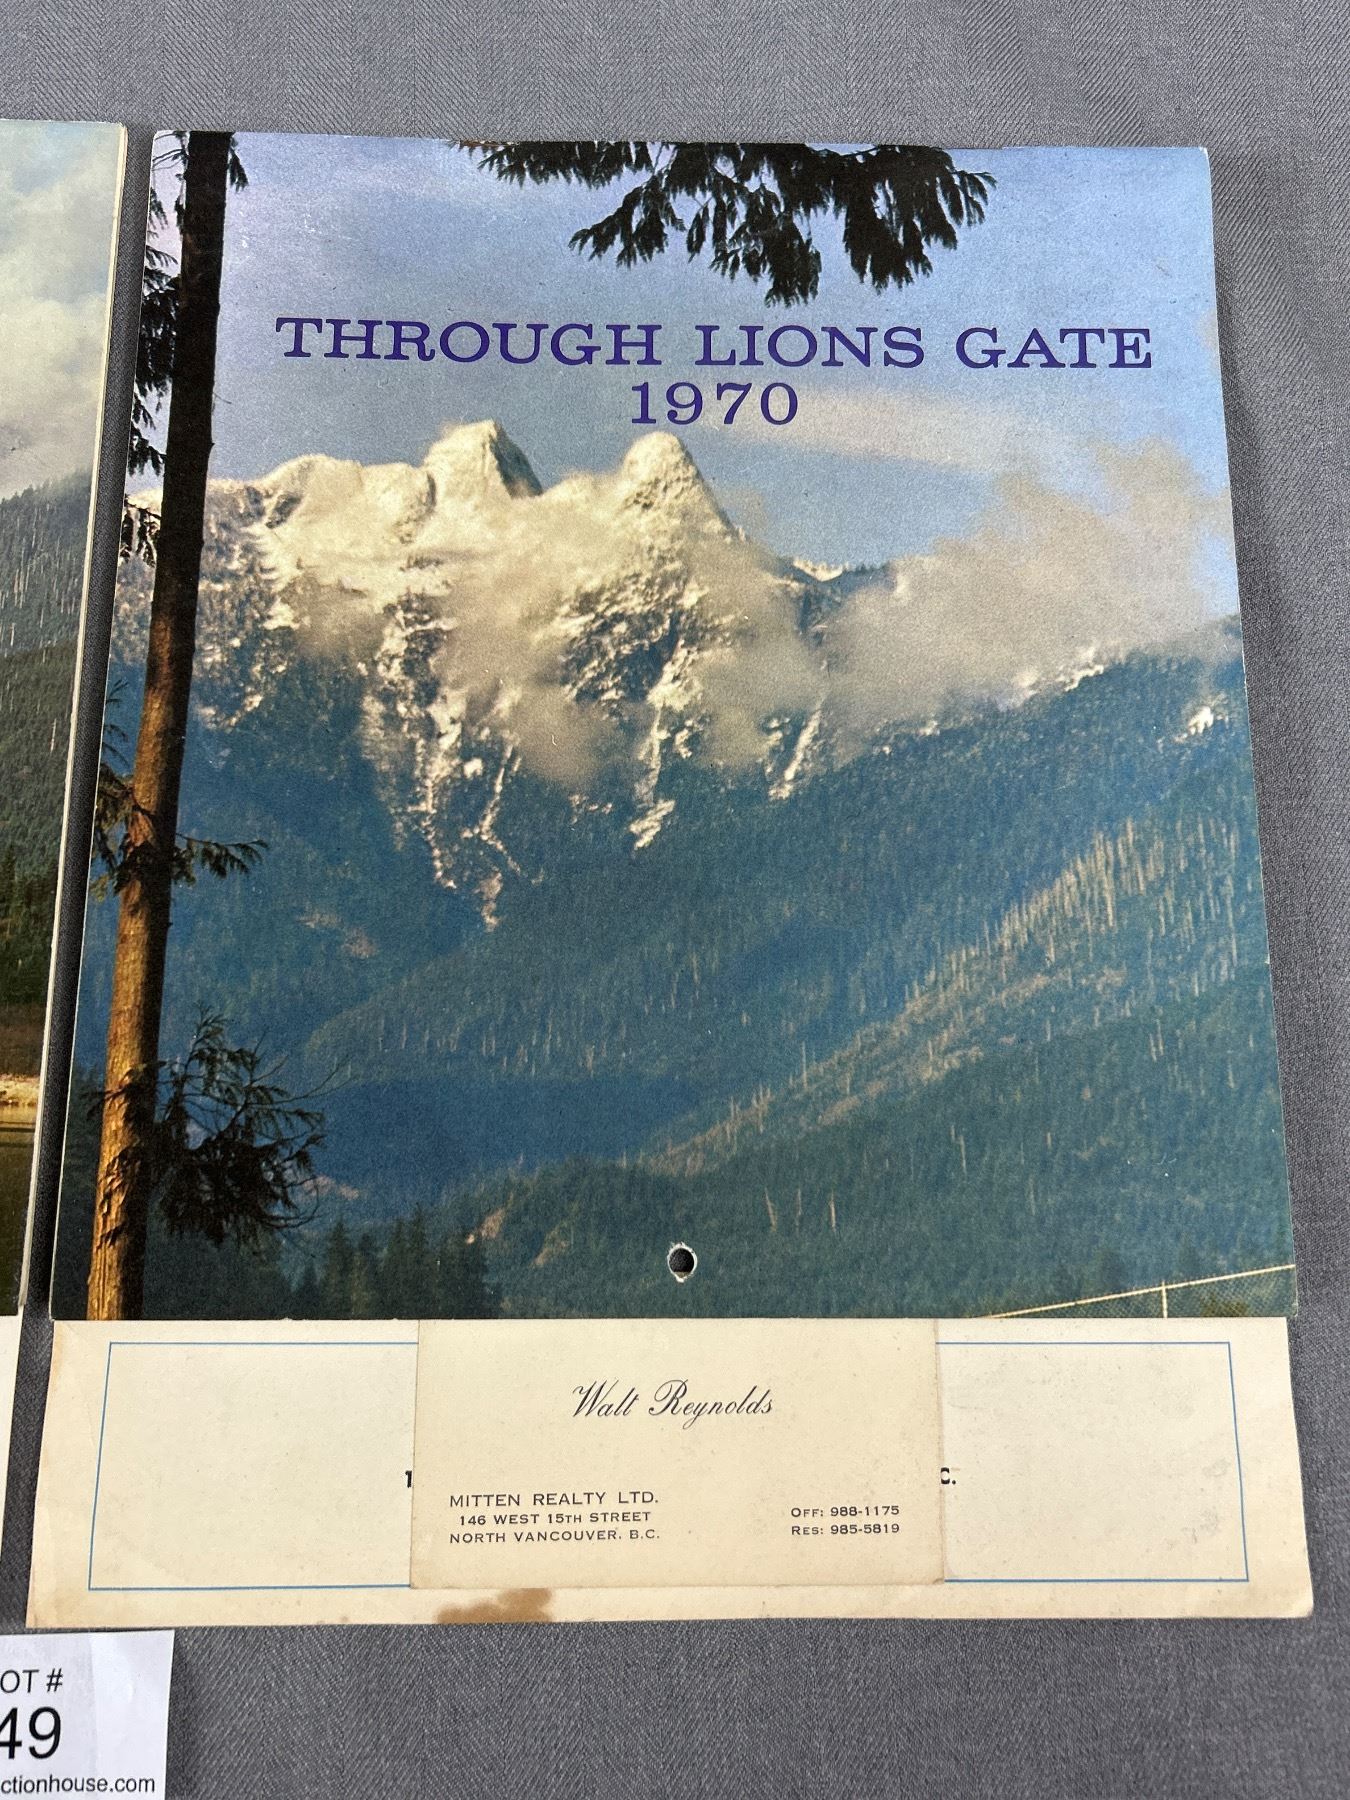 THROUGH LIONS GATE
1970
Walt Reynolds
C.
MITTEN REALTY LTD.
146 WEST 15TH STREET
NORTH VANCOUVER, B.C.
OFF: 988-1175
RES: 985-5819
OT #
49
ctionhouse.com